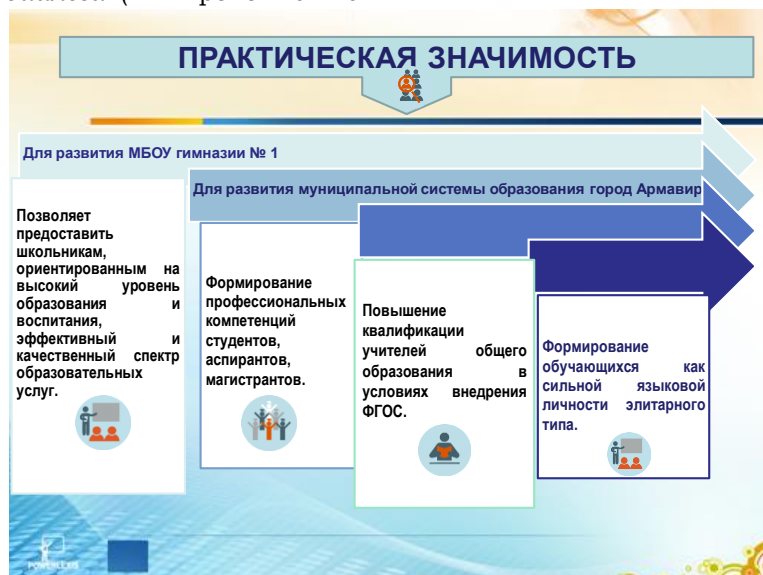 ПРАКТИЧЕСКАЯ ЗНАЧИМОСТЬ
Для развития МБОУ гимназии № 1
Для развития муниципальной системы образования город Армавир
Позволяет
предоставить
школьникам,
ориентированным на
высокий уровень
образования и
воспитания,
эффективный и
качественный спектр
образовательных
услуг.
Формирование
профессиональных
компетенций
студентов,
аспирантов,
магистрантов.
Повышение
квалификации
учителей общего
образования в
условиях внедрения
ФГОС.
Формирование
обучающихся как
сильной языковой
личности элитарного
типа.